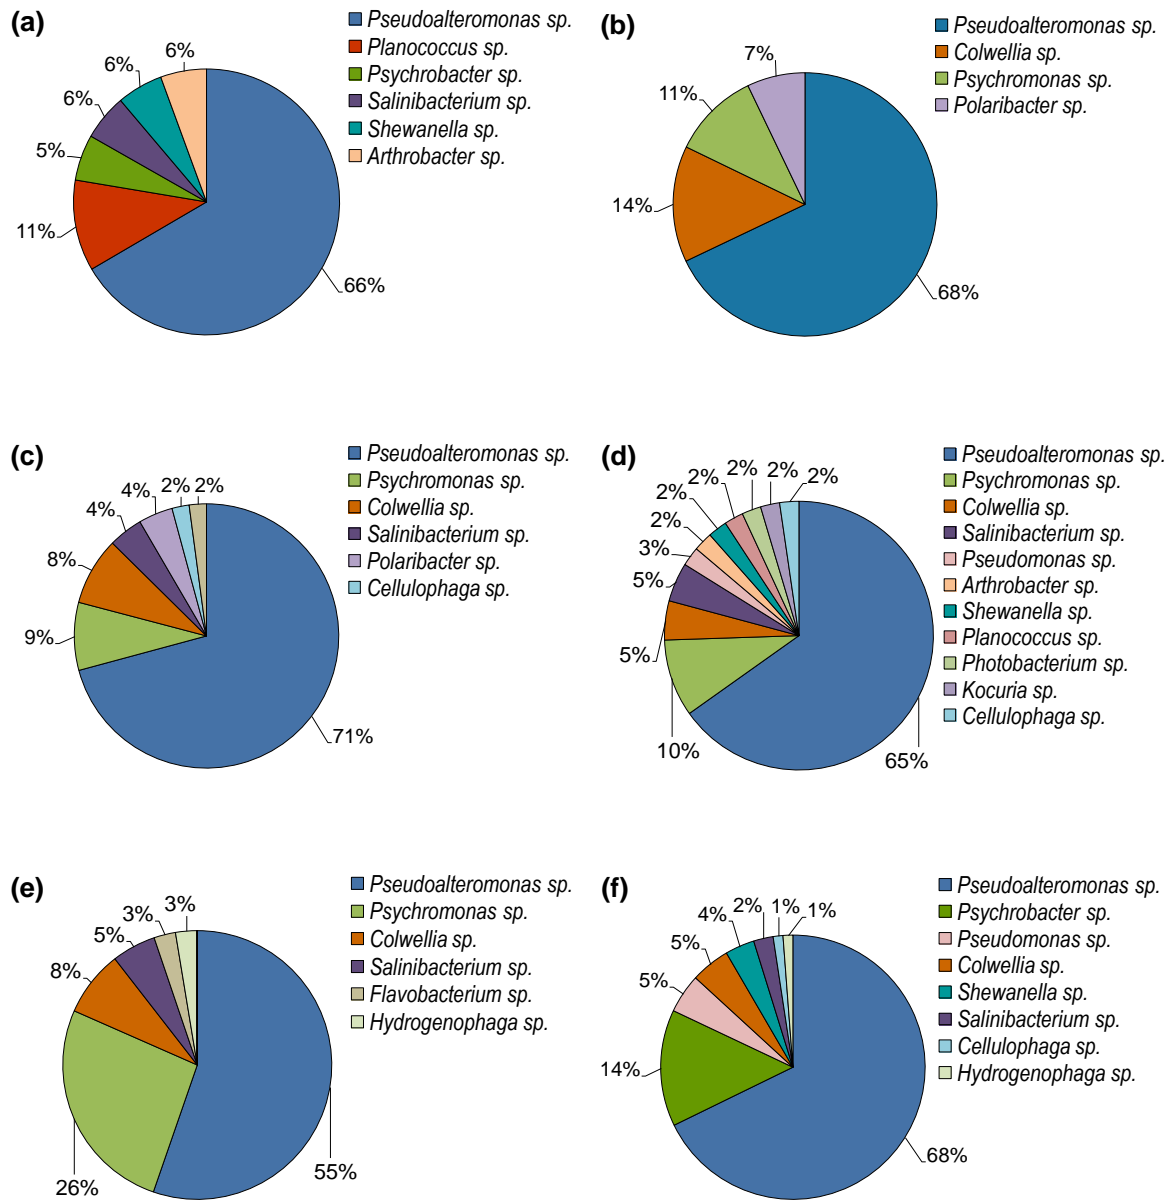 (a)
Pseudoalteromonas sp.
Planococcus sp.
Psychrobacter sp.
Salinibacterium sp.
Shewanella sp.
Arthrobacter sp.
6%
6%
6%
5%
11%
66%
(b)
Pseudoalteromonas sp.
Colwellia sp.
Psychromonas sp.
Polaribacter sp.
7%
11%
14%
68%
(c)
Pseudoalteromonas sp.
Psychromonas sp.
Colwellia sp.
Salinibacterium sp.
Polaribacter sp.
Cellulophaga sp.
4% 2% 2%
4%
8%
9%
71%
(d)
Pseudoalteromonas sp.
Psychromonas sp.
Colwellia sp.
Salinibacterium sp.
Pseudomonas sp.
Arthrobacter sp.
Shewanella sp.
Planococcus sp.
Photobacterium sp.
Kocuria sp.
Cellulophaga sp.
2% 2% 2%
2%
2%
2%
3%
5%
5%
10%
65%
(e)
Pseudoalteromonas sp.
Psychromonas sp.
Colwellia sp.
Salinibacterium sp.
Flavobacterium sp.
Hydrogenophaga sp.
3%
3%
5%
8%
26%
55%
(f)
Pseudoalteromonas sp.
Psychrobacter sp.
Pseudomonas sp.
Colwellia sp.
Shewanella sp.
Salinibacterium sp.
Cellulophaga sp.
Hydrogenophaga sp.
2% 1% 1%
4%
5%
5%
14%
68%